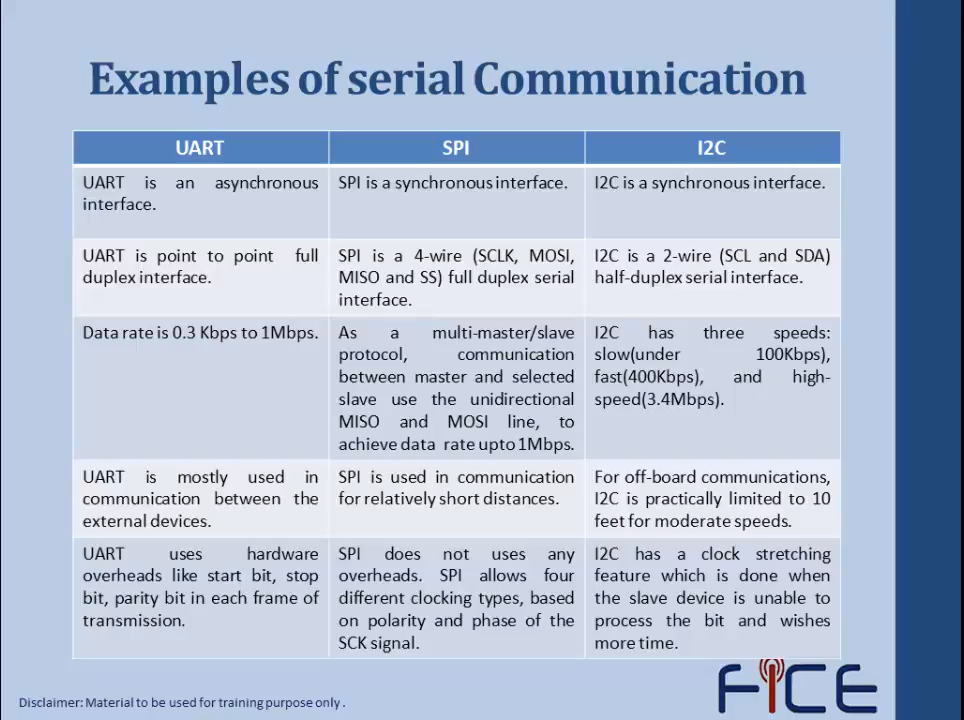 Examples of serial Communication
UART
SPI
I2C
UART is an asynchronous
interface.
SPI is a synchronous interface.
I2C is a synchronous interface.
UART is point to point full
duplex interface.
SPI is a 4-wire (SCLK, MOSI,
MISO and SS) full duplex serial
interface.
I2C is a 2-wire (SCL and SDA)
half-duplex serial interface.
Data rate is 0.3 Kbps to 1Mbps.
As a multi-master/slave
protocol, communication
between master and selected
slave use the unidirectional
MISO and MOSI line, to
achieve data rate upto 1Mbps.
I2C has three speeds:
slow(under 100Kbps),
fast(400Kbps), and high-
speed(3.4Mbps).
UART is mostly used in
communication between the
external devices.
SPI is used in communication
for relatively short distances.
For off-board communications,
I2C is practically limited to 10
feet for moderate speeds.
UART uses hardware
overheads like start bit, stop
bit, parity bit in each frame of
transmission.
SPI does not uses any
overheads. SPI allows four
different clocking types, based
on polarity and phase of the
SCK signal.
I2C has a clock stretching
feature which is done when
the slave device is unable to
process the bit and wishes
more time.
FiCE
Disclaimer: Material to be used for training purpose only .